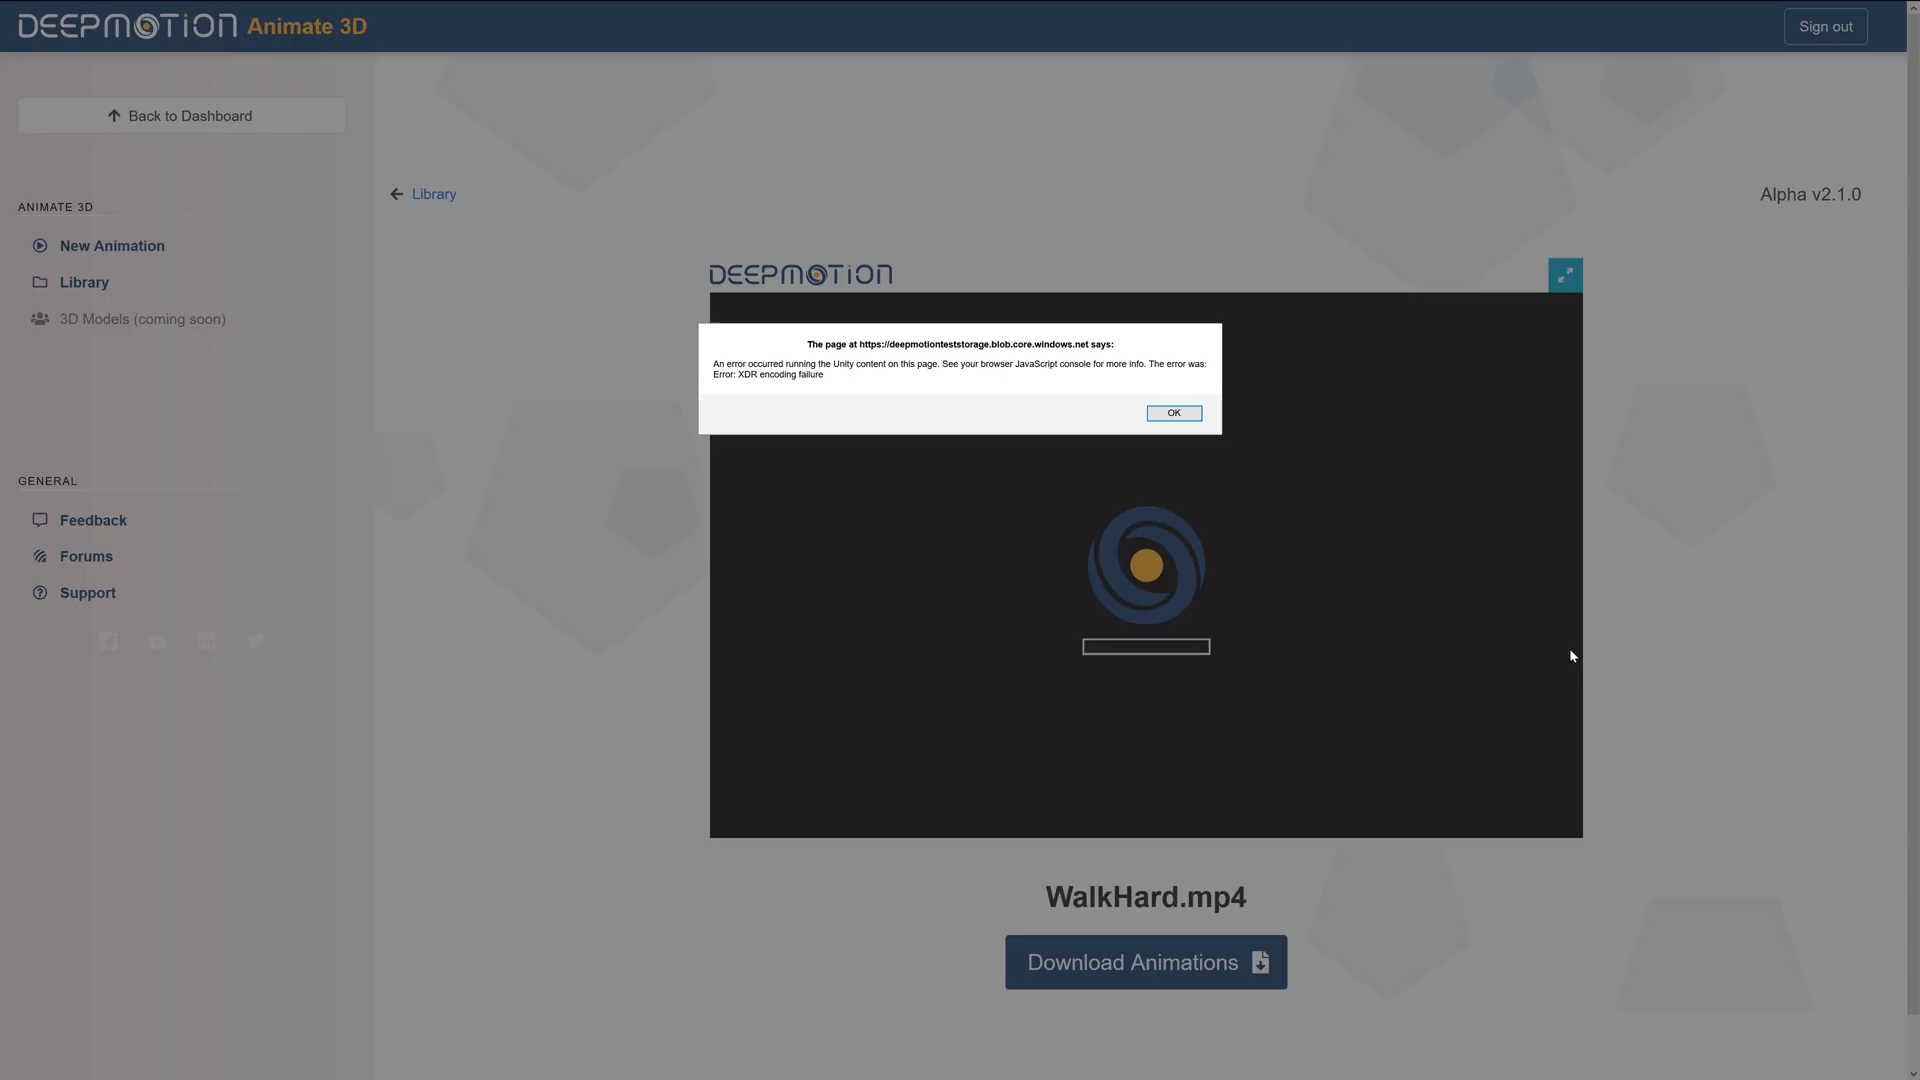 DEEPMOTION Animate 3D
Sign out
Back to Dashboard
Library
Alpha v2.1.0
ANIMATE 3D
New Animation
Library
3D Models (coming soon)
DEEPMOTION
The page at https://deepmotionteststorage.blob.core.windows.net says:
An error occurred running the Unity content on this page. See your browser JavaScript console for more info. The error was:
Error: XDR encoding failure
OK
GENERAL
Feedback
Forums
Support
WalkHard.mp4
Download Animations